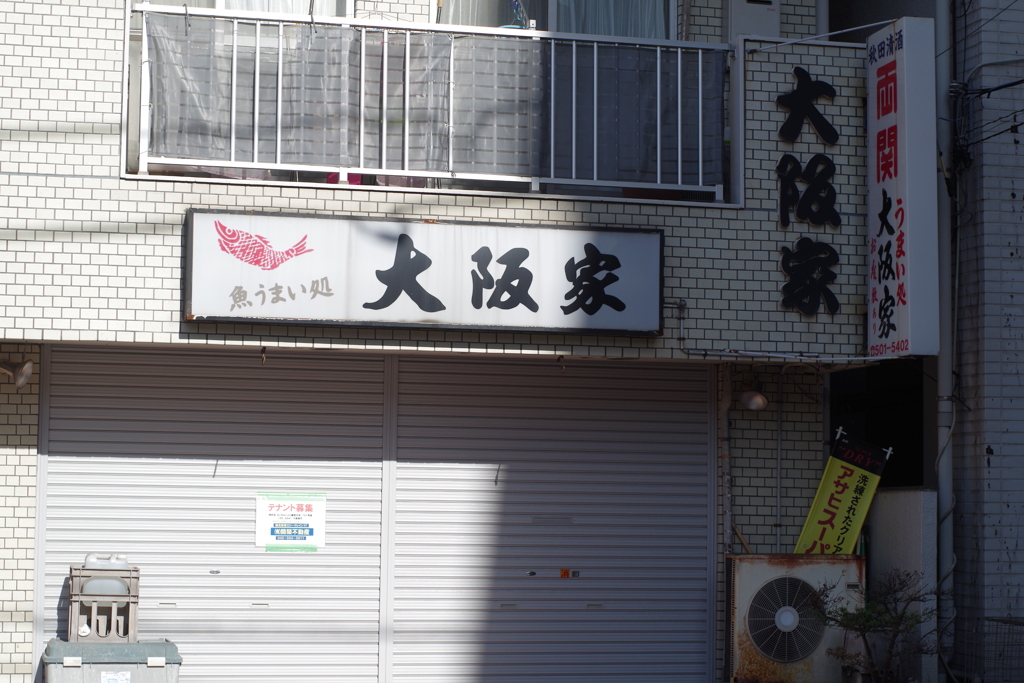 魚うまい処
大阪家
大阪家
秋田清酒
両関
うまい処
大阪家
501-5402
テナント募集
DRY
洗練されたクリア
アサヒスーパ